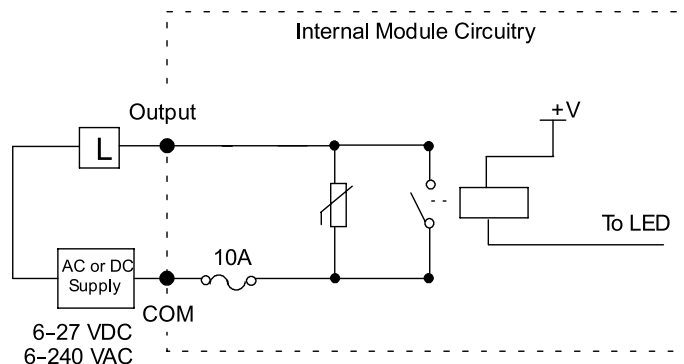 Internal Module Circuitry
Output
+V
L
To LED
10A
AC or DC
Supply
COM
6–27 VDC
6–240 VAC